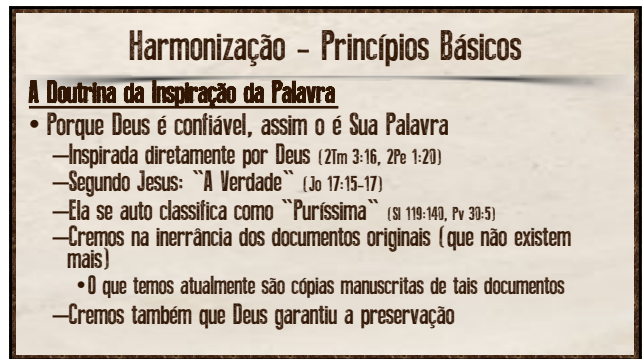 Harmonização - Princípios Básicos
A Doutrina da Inspiração da Palavra
• Porque Deus é confiável, assim o é Sua Palavra
–Inspirada diretamente por Deus (2Tm 3:16, 2Pe 1:20)
–Segundo Jesus: ``A Verdade`` (Jo 17:15-17)
–Ela se auto classifica como ``Puríssima`` (Sl 119:140, Pv 30:5)
–Cremos na inerrância dos documentos originais (que não existem
mais)
•O que temos atualmente são cópias manuscritas de tais documentos
–Cremos também que Deus garantiu a preservação